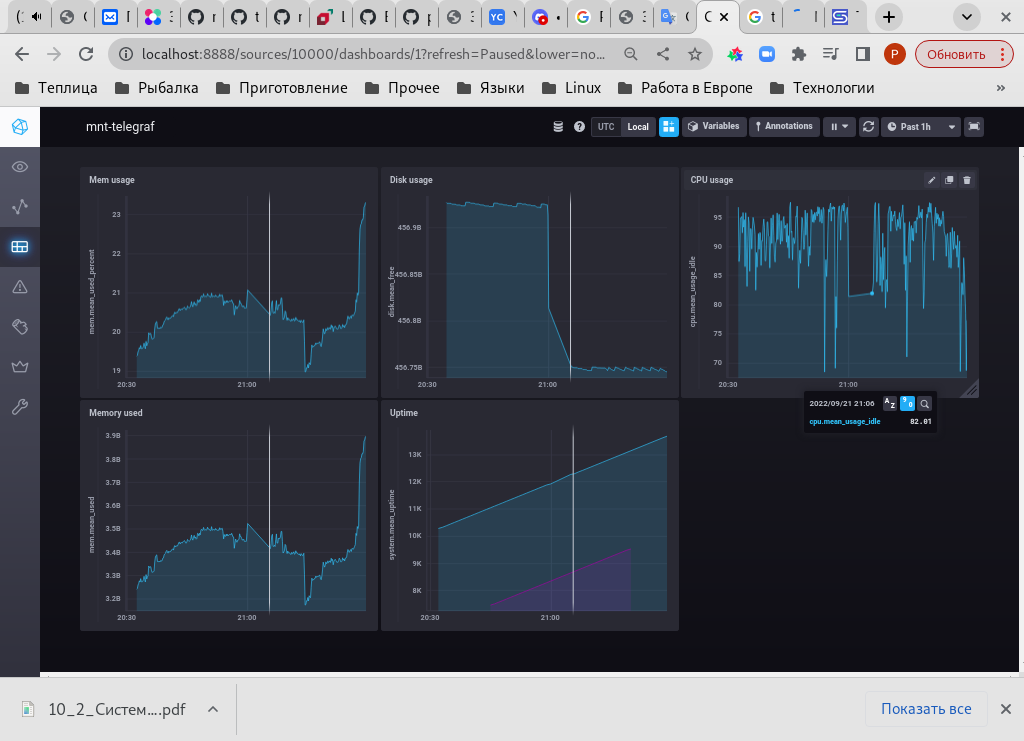 localhost:8888/sources/10000/dashboards/1?refresh=Paused&lower=no...
P
Обновить
Теплица
Рыбалка
Приготовление
Прочее
Языки
Linux
Работа в Европе
Технологии
»
mnt-telegraf
UTC
Local
Variables
Annotations
Past 1h
Mem usage
mem.mean_used_percent
23
22
21
20
19
20:30
21:00
Disk usage
disk.mean_free
456.9B
456.85B
456.8B
456.75B
20:30
21:00
CPU usage
cpu.mean_usage_idle
95
90
85
80
75
70
20:30
21:00
2022/09/21 21:06
cpu.mean_usage_idle 82.01
Memory used
mem.mean_used
3.9B
3.8B
3.7B
3.6B
3.5B
3.4B
3.3B
3.2B
20:30
21:00
Uptime
system.mean_uptime
13K
12K
11K
10K
9K
8K
20:30
21:00
10_2_Систем....pdf
Показать все